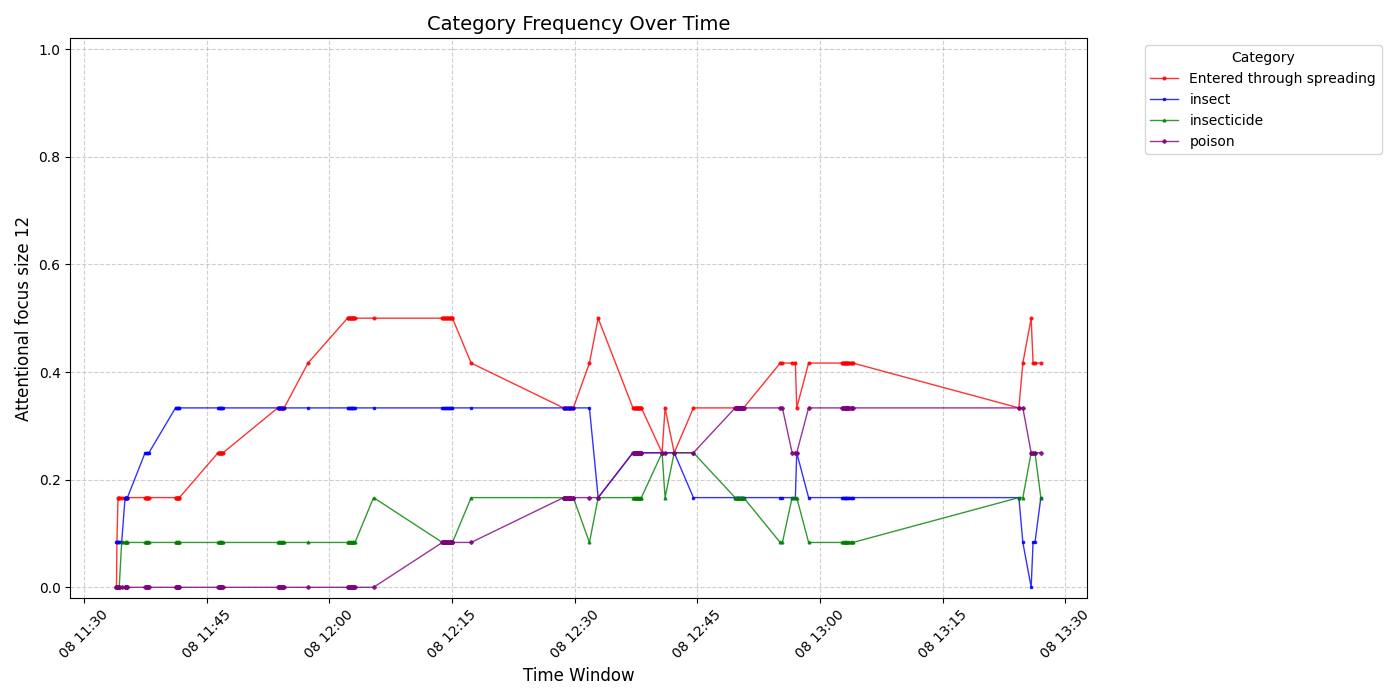 Category Frequency Over Time
Attentional focus size 12
1.0
0.8
0.6
0.4
0.2
0.0
08 11:30
08 11:45
08 12:00
08 12:15
08 12:30
08 12:45
08 13:00
08 13:15
08 13:30
Time Window
Category
Entered through spreading
insect
insecticide
poison